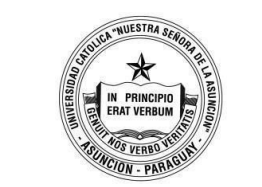 UNIVERSIDAD CATOLICA "NUESTRA SEÑORA DE LA ASUNCION"
IN PRINCIPIO
ERAT VERBUM
GENUIT NOS VERBO VERITATIS
- ASUNCION - PARAGUAY -